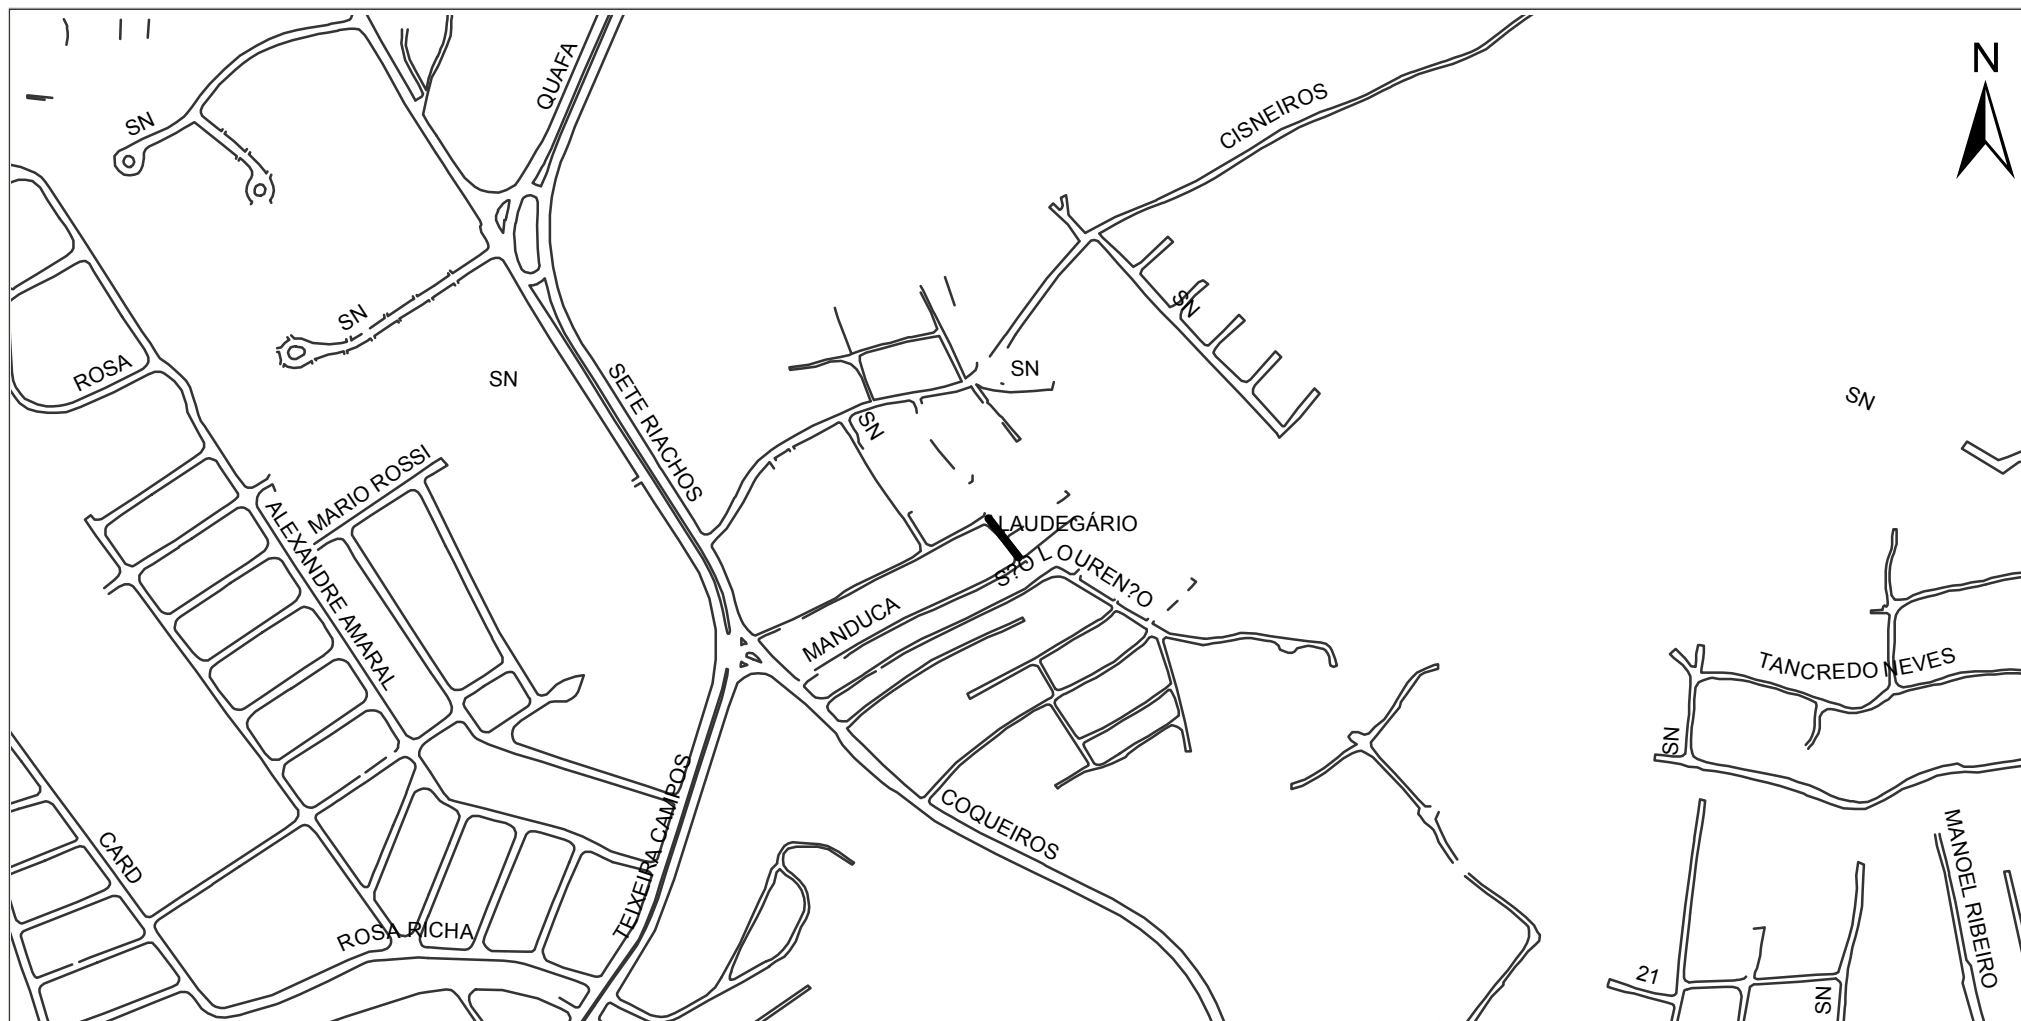 N
QUAFA
CISNEIROS
SN
SN
SN
SN
ROSA
SN
SN
SETE RIACHOS
SN
SN
MARIO ROSSI
ALEXANDRE AMARAL
LAUDEGÁRIO
S?O LOUREN?O
MANDUCA
TANCREDO NEVES
SN
TEIXEIRA CAMPOS
COQUEIROS
CARD
MANOEL RIBEIRO
ROSA RICHA
21
SN